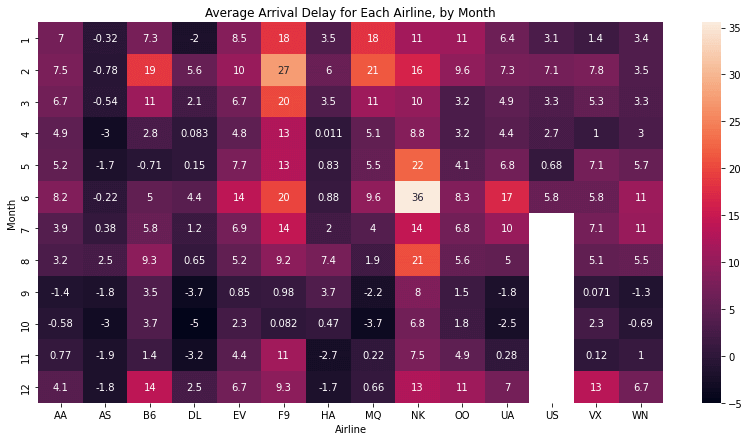 Average Arrival Delay for Each Airline, by Month
1 7 -0.32 7.3 -2 8.5 18 3.5 18 11 11 6.4 3.1 1.4 3.4
2 7.5 -0.78 19 5.6 10 27 6 21 16 9.6 7.3 7.1 7.8 3.5
3 6.7 -0.54 11 2.1 6.7 20 3.5 11 10 3.2 4.9 3.3 5.3 3.3
4 4.9 -3 2.8 0.083 4.8 13 0.011 5.1 8.8 3.2 4.4 2.7 1 3
5 5.2 -1.7 -0.71 0.15 7.7 13 0.83 5.5 22 4.1 6.8 0.68 7.1 5.7
6 8.2 -0.22 5 4.4 14 20 0.88 9.6 36 8.3 17 5.8 5.8 11
7 3.9 0.38 5.8 1.2 6.9 14 2 4 14 6.8 10 7.1 11
8 3.2 2.5 9.3 0.65 5.2 9.2 7.4 1.9 21 5.6 5 5.1 5.5
9 -1.4 -1.8 3.5 -3.7 0.85 0.98 3.7 -2.2 8 1.5 -1.8 0.071 -1.3
10 -0.58 -3 3.7 -5 2.3 0.082 0.47 -3.7 6.8 1.8 -2.5 2.3 -0.69
11 0.77 -1.9 1.4 -3.2 4.4 11 -2.7 0.22 7.5 4.9 0.28 0.12 1
12 4.1 -1.8 14 2.5 6.7 9.3 -1.7 0.66 13 11 7 13 6.7
AA AS B6 DL EV F9 HA MQ NK OO UA US VX WN
Airline
Month
35
30
25
20
15
10
5
0
-5